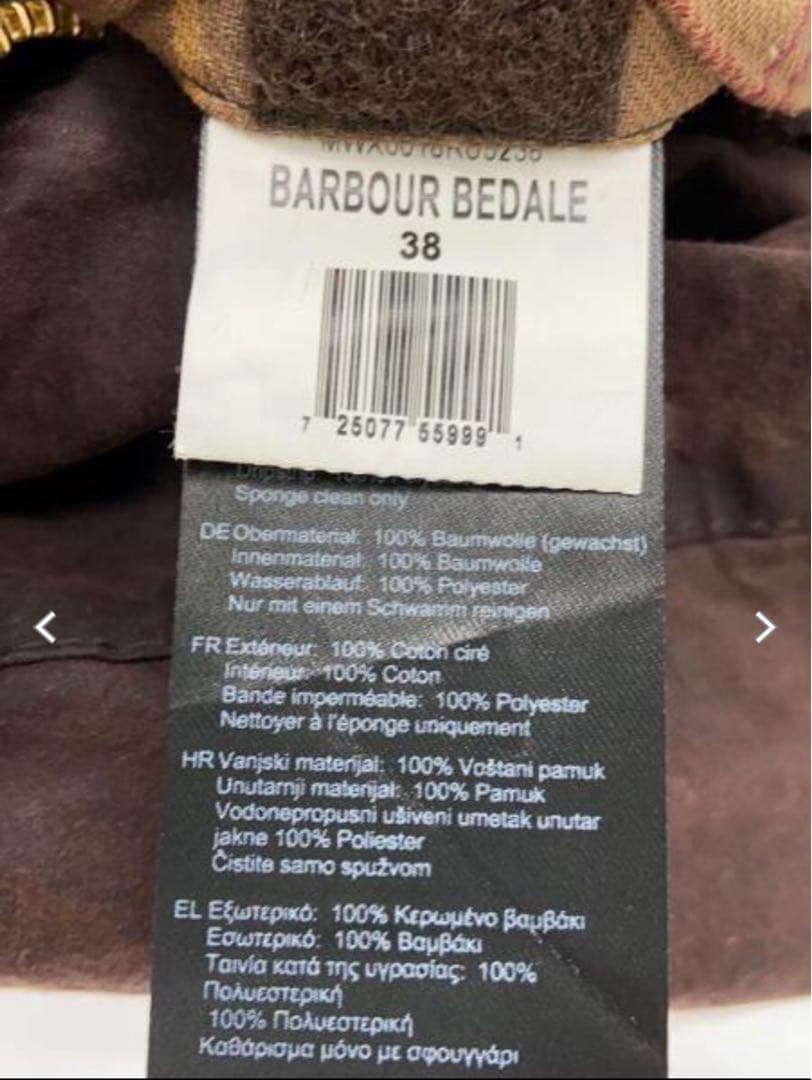 BARBOUR BEDALE
38
7 25077 55999 1
Sponge clean only
DE Obermaterial: 100% Baumwolle (gewachst)
Innenmaterial: 100% Baumwolle
Wasserablauf: 100% Polyester
Nur mit einem Schwamm reinigen
FR Extérieur: 100% Coton ciré
Intérieur: 100% Coton
Bande imperméable: 100% Polyester
Nettoyer à l'éponge uniquement
HR Vanjski materijal: 100% Voštani pamuk
Unutarnji materijal: 100% Pamuk
Vodonepropusni ušiveni umetak unutar
jakne 100% Poliester
Čistite samo spužvom
EL Εξωτερικό: 100% Κερωμένο βαμβάκι
Εσωτερικό: 100% Βαμβάκι
Ταινία κατά της υγρασίας: 100%
Πολυεστερική
100% Πολυεστερική
Καθάρισμα μόνο με σφουγγάρι